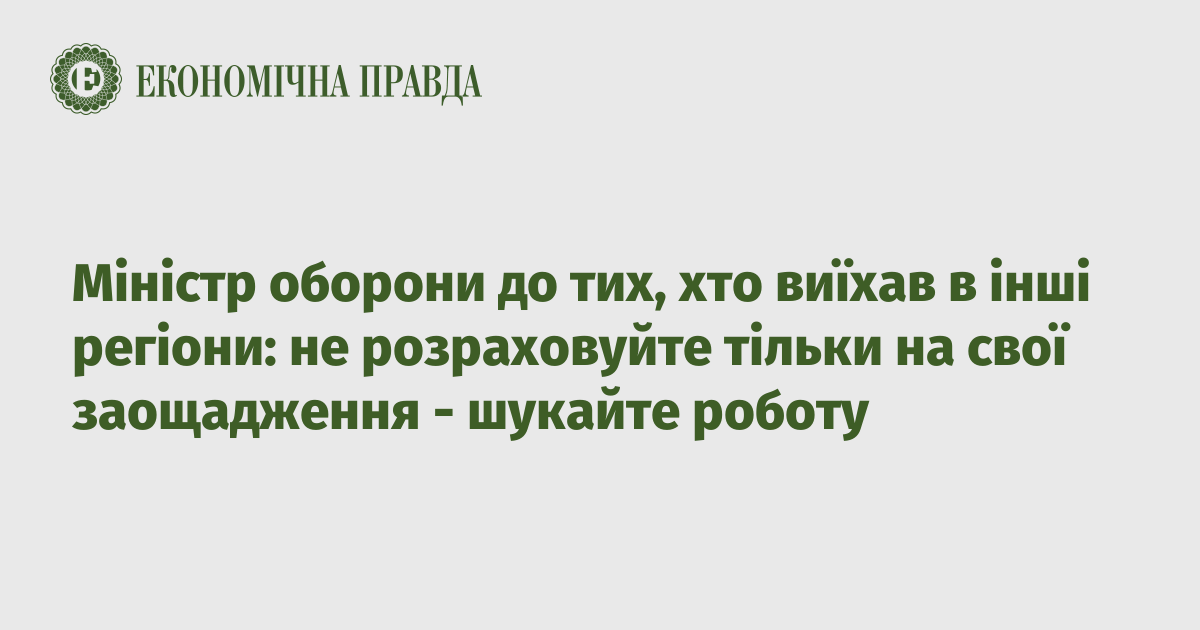 Е ЕКОНОМІЧНА ПРАВДА
Міністр оборони до тих, хто виїхав в інші
регіони: не розраховуйте тільки на свої
заощадження - шукайте роботу